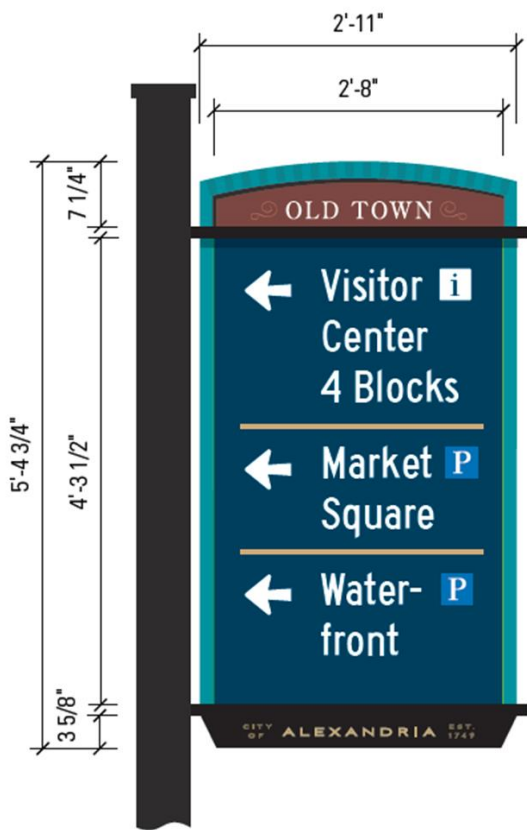 2'-11"
2'-8"
7 1/4"
5'-4 3/4"
4'-3 1/2"
3 5/8"
OLD TOWN
Visitor i
Center
4 Blocks
Market P
Square
Water- P
front
CITY OF ALEXANDRIA EST. 1749